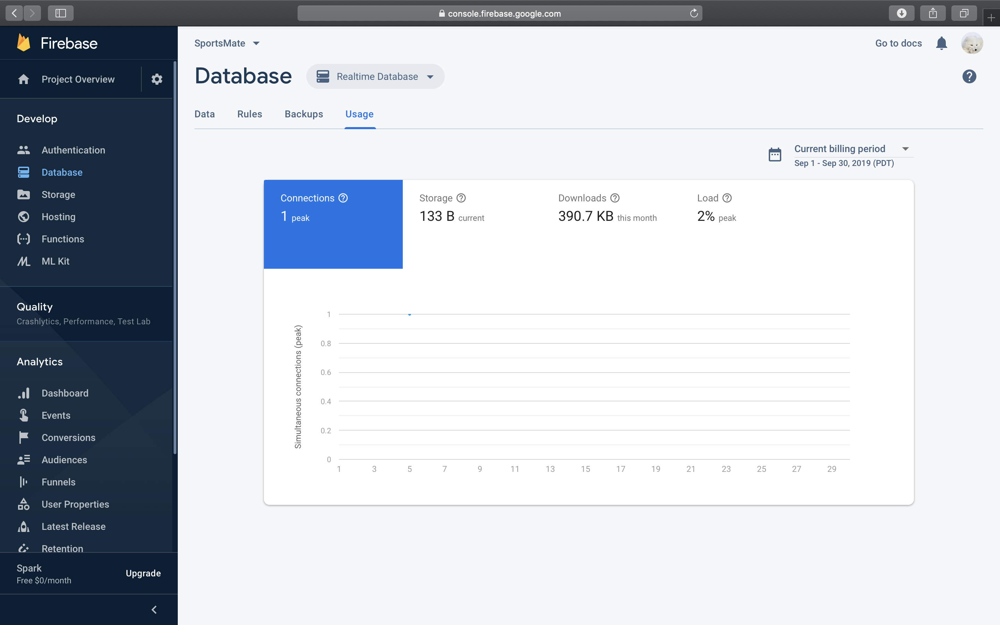 console.firebase.google.com
Firebase
Project Overview
Develop
Authentication
Database
Storage
Hosting
Functions
ML Kit
Quality
Crashlytics, Performance, Test Lab
Analytics
Dashboard
Events
Conversions
Audiences
Funnels
User Properties
Latest Release
Retention
Spark
Free $0/month
Upgrade
SportsMate
Go to docs
Database
Realtime Database
Data Rules Backups Usage
Current billing period
Sep 1 - Sep 30, 2019 (PDT)
Connections
1 peak
Storage
133 B current
Downloads
390.7 KB this month
Load
2% peak
Simultaneous connections (peak)
1
0.8
0.6
0.4
0.2
0
1 3 5 7 9 11 13 15 17 19 21 23 25 27 29